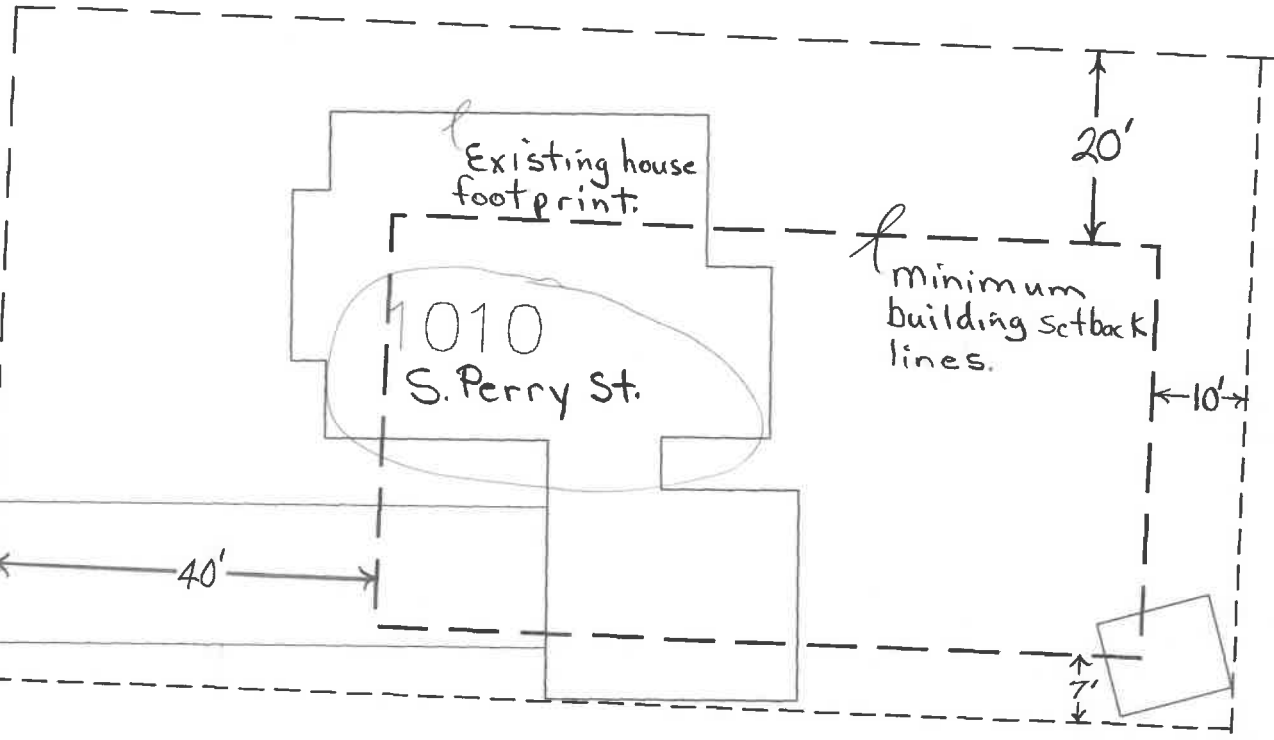 20'
Existing house
footprint.
minimum
building setback
lines.
1010
S. Perry St.
10'
40'
7'